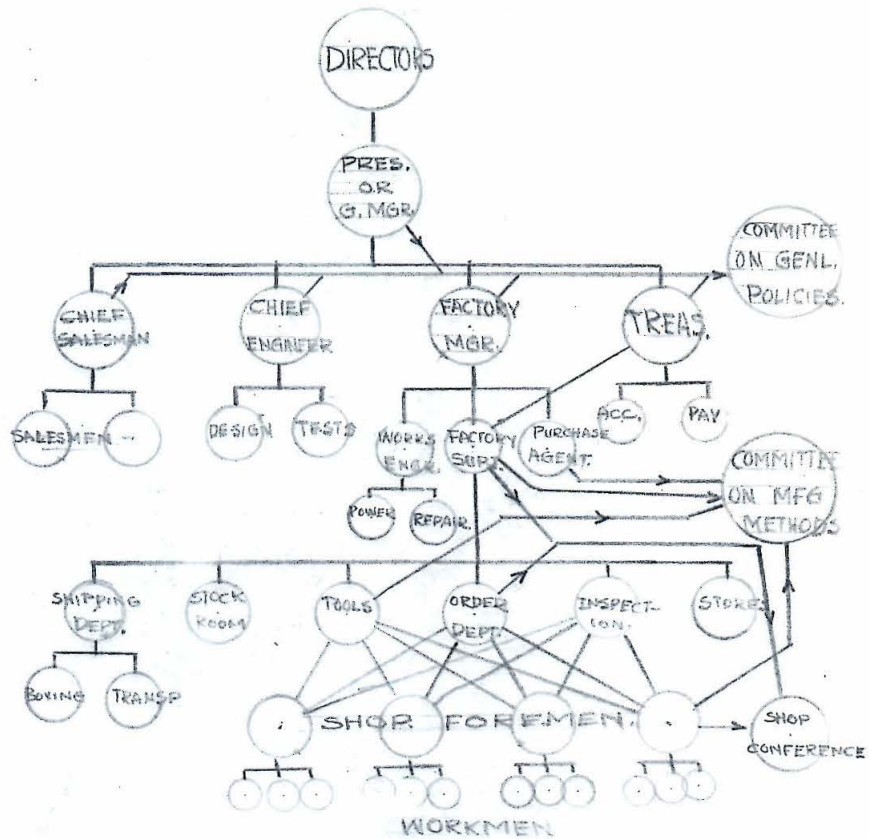 DIRECTORS
PRES.
OR
G. MGR.
COMMITTEE
ON GENL.
POLICIES.
CHIEF
SALESMAN
CHIEF
ENGINEER
FACTORY
MGR.
TREAS.
SALESMEN
DESIGN
TESTS
WORKS
ENGR.
FACTORY
SUPT.
PURCHASE
AGENT.
ACC.
PAY
COMMITTEE
ON MFG
METHODS
POWER
REPAIR.
SHIPPING
DEPT.
STOCK
ROOM
TOOLS
ORDER
DEPT.
INSPECT-
ION.
STORES
BOXING
TRANSP
SHOP FOREMEN.
SHOP
CONFERENCE
WORKMEN